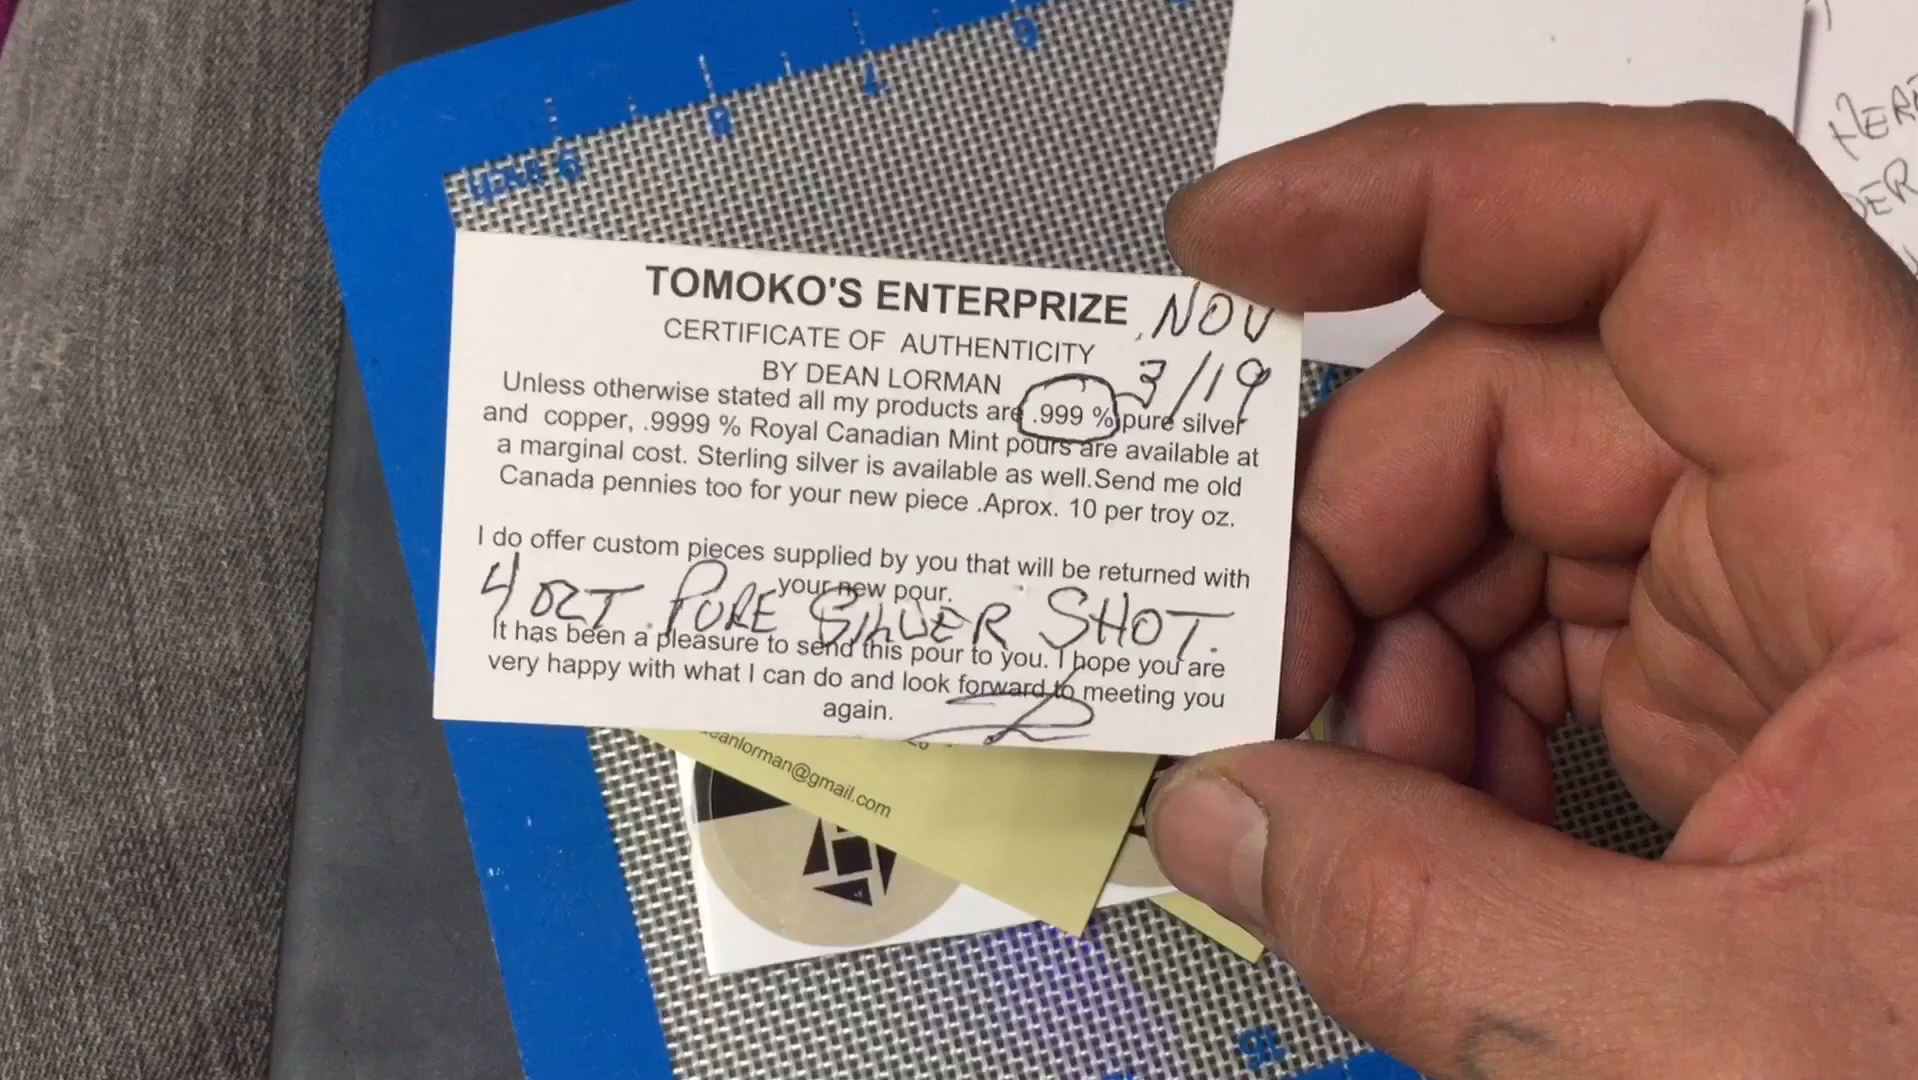 TOMOKO'S ENTERPRIZE
NOV
3/19
CERTIFICATE OF AUTHENTICITY
BY DEAN LORMAN
Unless otherwise stated all my products are .999 % pure silver
and copper, .9999 % Royal Canadian Mint pours are available at
a marginal cost. Sterling silver is available as well.Send me old
Canada pennies too for your new piece .Aprox. 10 per troy oz.
I do offer custom pieces supplied by you that will be returned with
your new pour.
4 OZT PURE SILVER SHOT.
It has been a pleasure to send this pour to you. I hope you are
very happy with what I can do and look forward to meeting you
again.
deanlorman@gmail.com